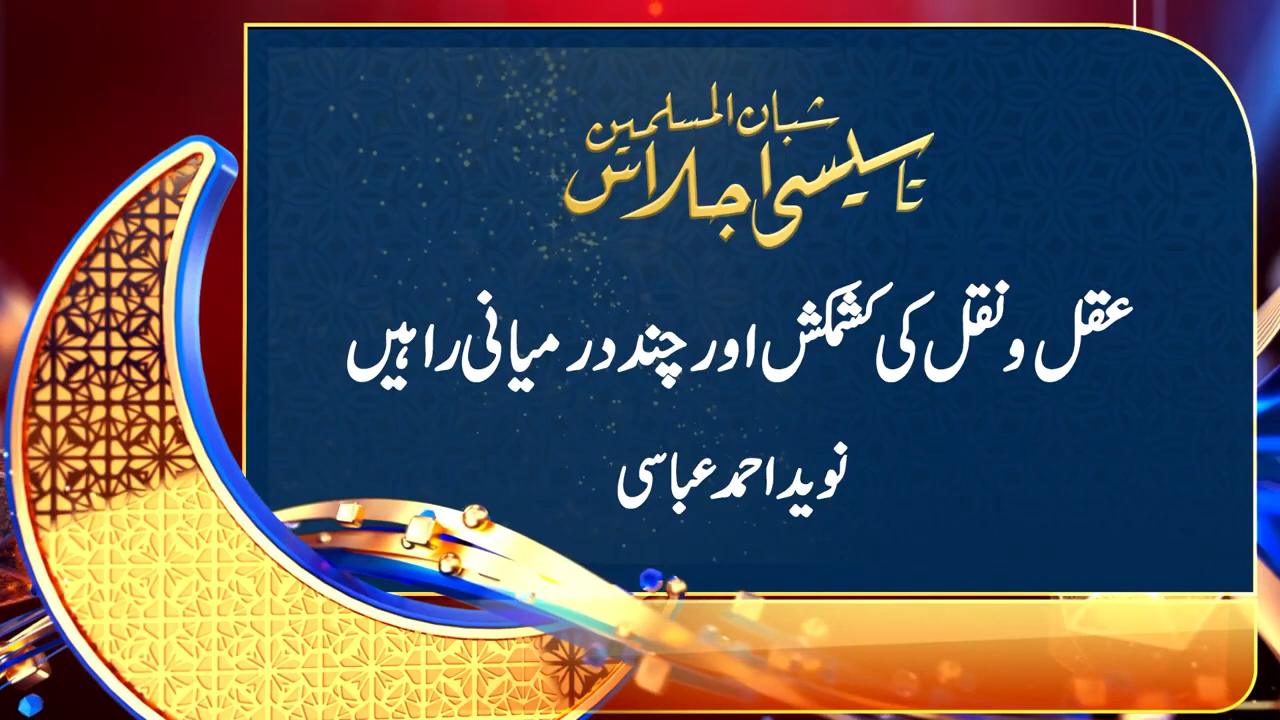 شبان المسلمین
تاسیسی اجلاس
عقل و نقل کی کشمکش اور چند درمیانی راہیں
نوید احمد عباسی